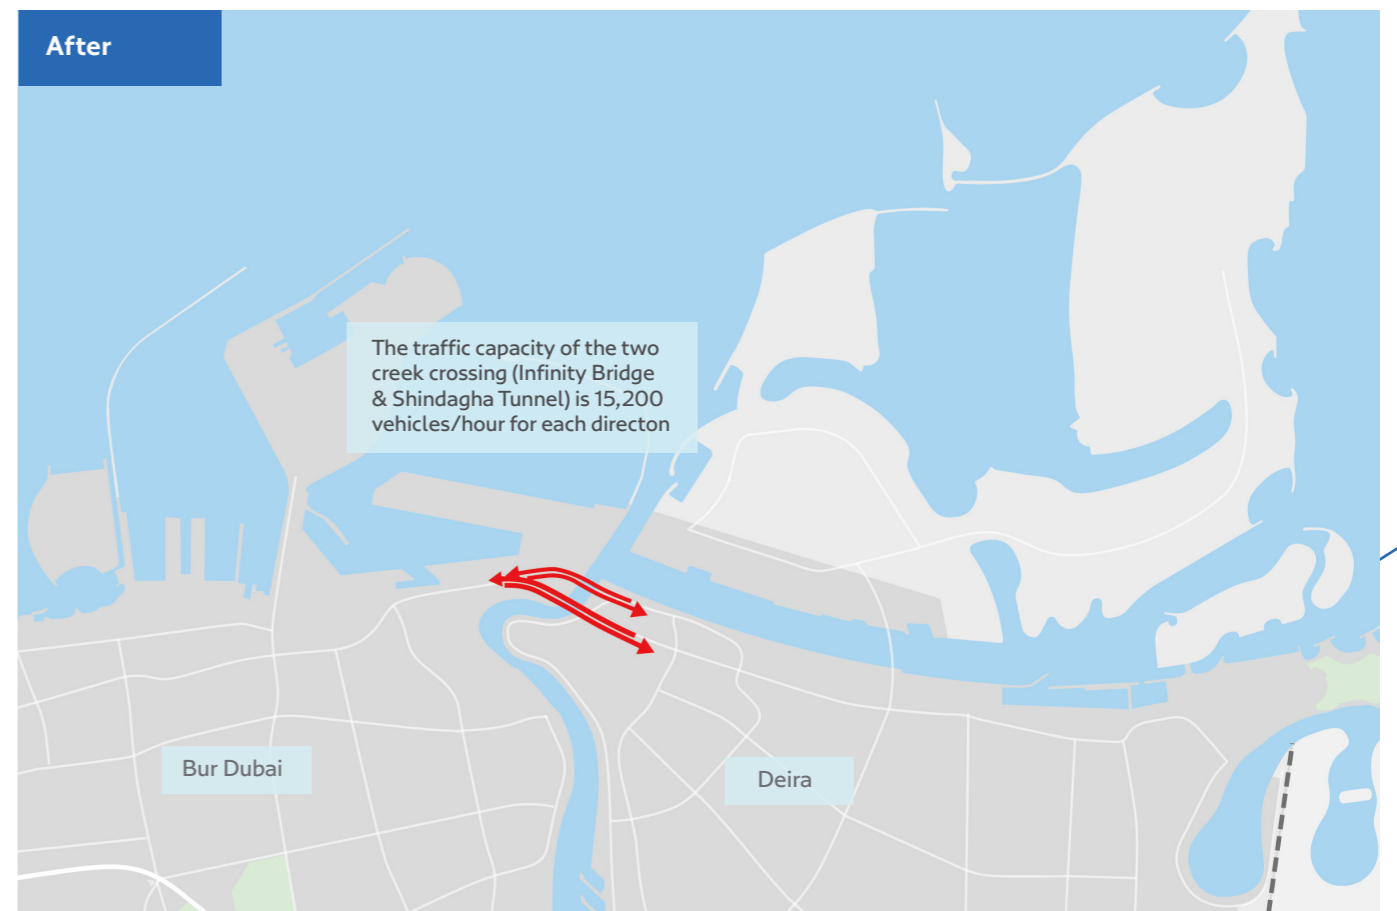 After
The traffic capacity of the two
creek crossing (Infinity Bridge
& Shindagha Tunnel) is 15,200
vehicles/hour for each directon
Bur Dubai
Deira